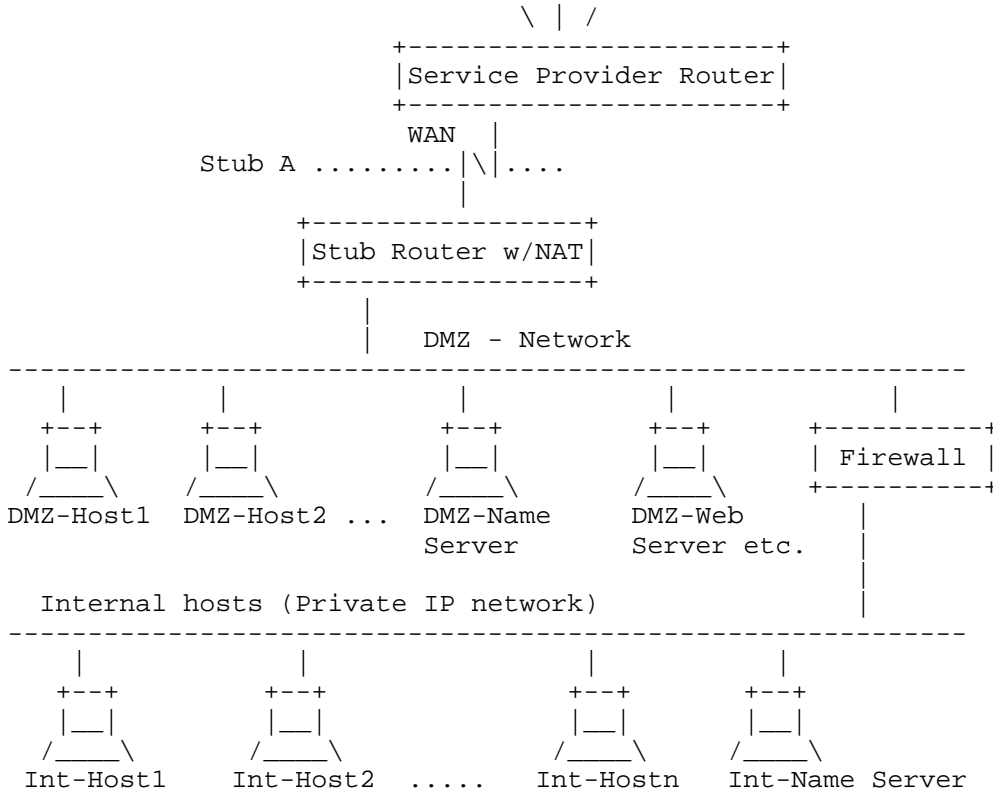 Service Provider Router
WAN
Stub A ......... ....
Stub Router w/NAT
DMZ - Network
Firewall
DMZ-Host1 DMZ-Host2 ... DMZ-Name DMZ-Web
Server Server etc.
Internal hosts (Private IP network)
Int-Host1 Int-Host2 ..... Int-Hostn Int-Name Server